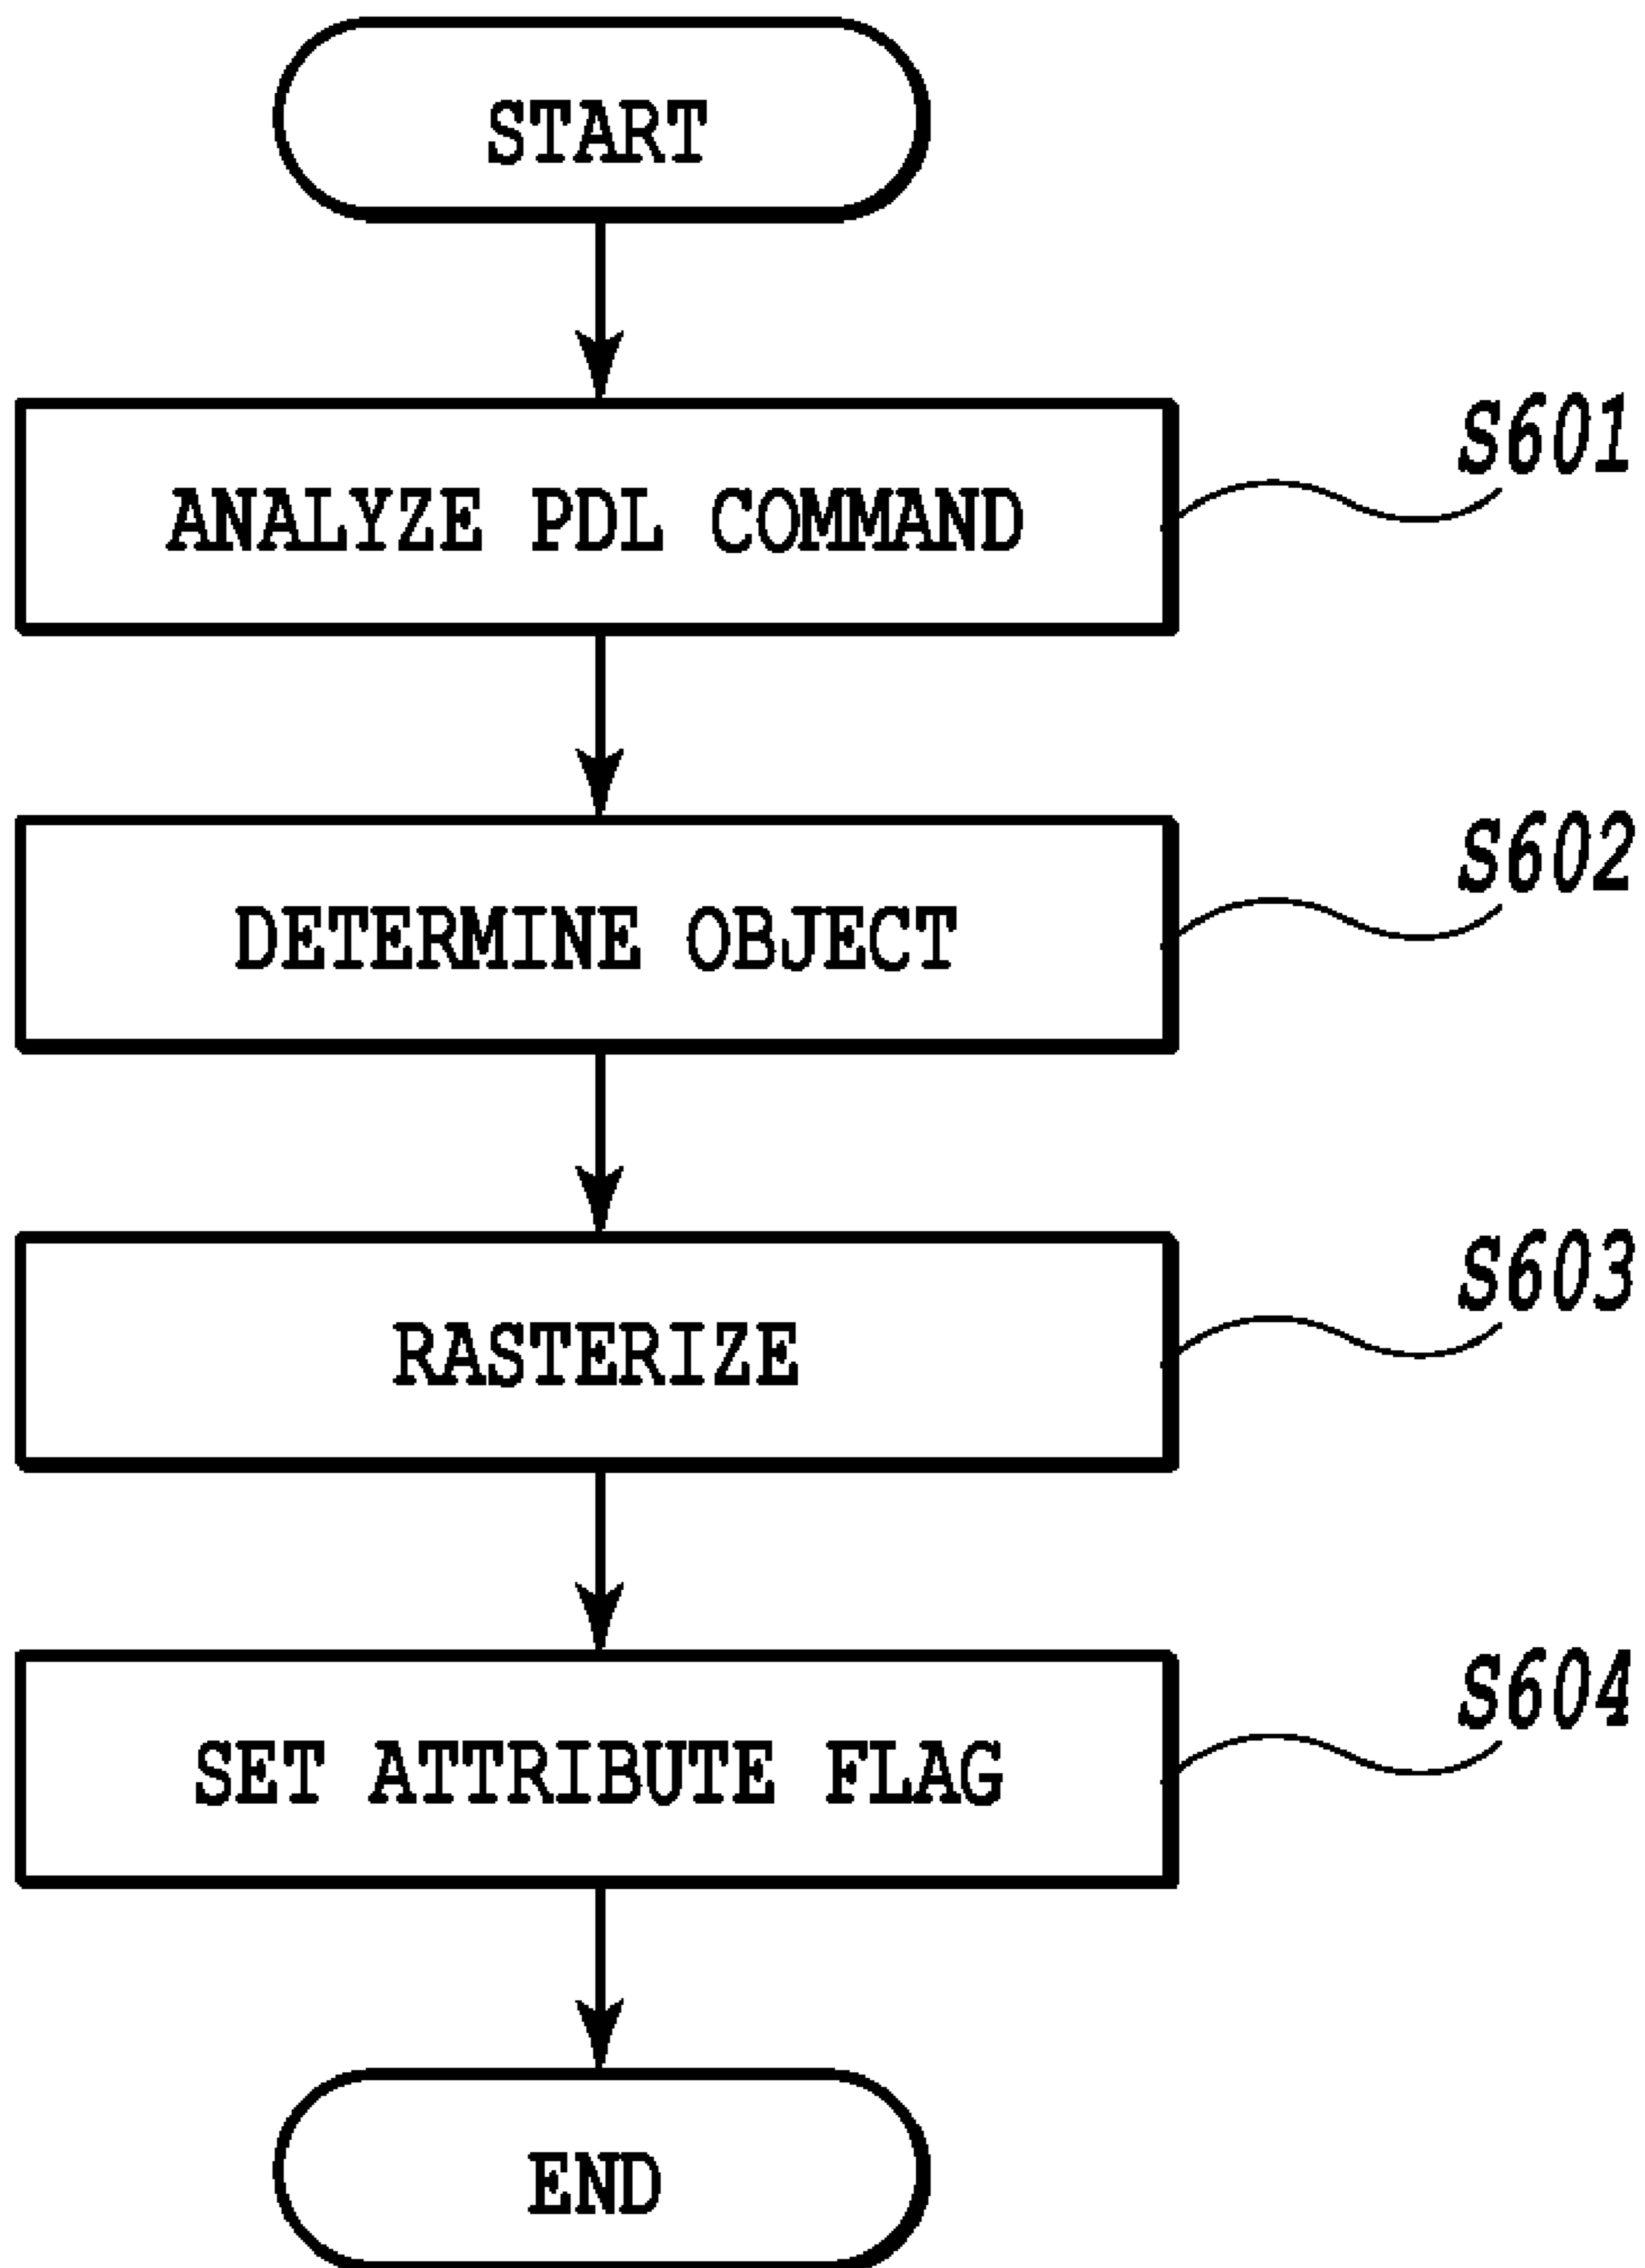 START
ANALYZE PDL COMMAND
S601
DETERMINE OBJECT
S602
RASTERIZE
S603
SET ATTRIBUTE FLAG
S604
END